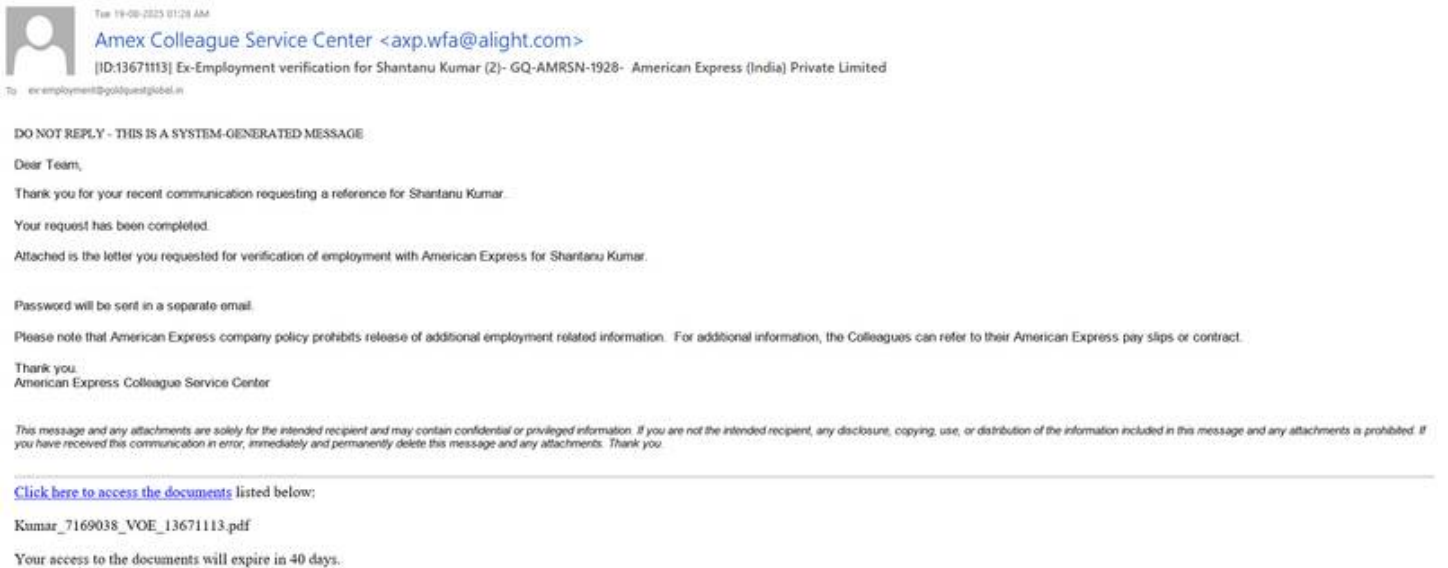 Tue 19-08-2025 01:28 AM
Amex Colleague Service Center <axp.wfa@alight.com>
[ID:13671113] Ex-Employment verification for Shantanu Kumar (2)- GQ-AMRSN-1928- American Express (India) Private Limited
To ex-employment@goldquestglobal.in
DO NOT REPLY - THIS IS A SYSTEM-GENERATED MESSAGE
Dear Team,
Thank you for your recent communication requesting a reference for Shantanu Kumar.
Your request has been completed.
Attached is the letter you requested for verification of employment with American Express for Shantanu Kumar.
Password will be sent in a separate email.
Please note that American Express company policy prohibits release of additional employment related information. For additional information, the Colleagues can refer to their American Express pay slips or contract.
Thank you.
American Express Colleague Service Center
This message and any attachments are solely for the intended recipient and may contain confidential or privileged information. If you are not the intended recipient, any disclosure, copying, use, or distribution of the information included in this message and any attachments is prohibited. If
you have received this communication in error, immediately and permanently delete this message and any attachments. Thank you.
Click here to access the documents listed below:
Kumar_7169038_VOE_13671113.pdf
Your access to the documents will expire in 40 days.